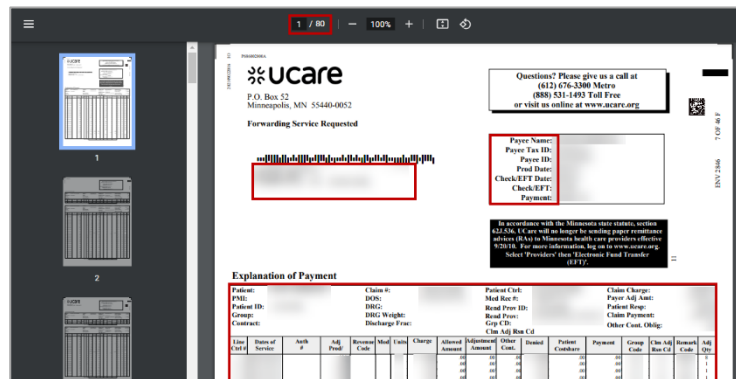 1 / 80
100%
ucare
P.O. Box 52
Minneapolis, MN 55440-0052
Forwarding Service Requested
Questions? Please give us a call at
(612) 676-3300 Metro
(888) 531-1493 Toll Free
or visit us online at www.ucare.org
7 OF 46 F
ENV 2846
Payee Name:
Payee Tax ID:
Payee ID:
Prod Date:
Check/EFT Date:
Check/EFT:
Payment:
In accordance with the Minnesota state statute, section
62J.536, UCare will no longer be sending paper remittance
advices (RAs) to Minnesota health care providers effective
9/20/10. For more information, log on to www.ucare.org.
Select 'Providers' then 'Electronic Fund Transfer
(EFT)'.
Explanation of Payment
Patient: Claim #: Patient Ctrl: Claim Charge:
PMI: DOS: Med Rec #: Payer Adj Amt:
Patient ID: DRG: Rend Prov ID: Patient Resp:
Group: DRG Weight: Rend Prov: Claim Payment:
Contract: Discharge Frac: Grp CD: Other Cont. Oblig:
Clm Adj Rsn Cd
Line Ctrl # Dates of Service Auth # Adj Prod/ Revenue Code Mod Units Charge Allowed Amount Adjustment Amount Other Cont. Denied Patient Costshare Payment Group Code Clm Adj Rsn Cd Remark Code Adj Qty
1
2